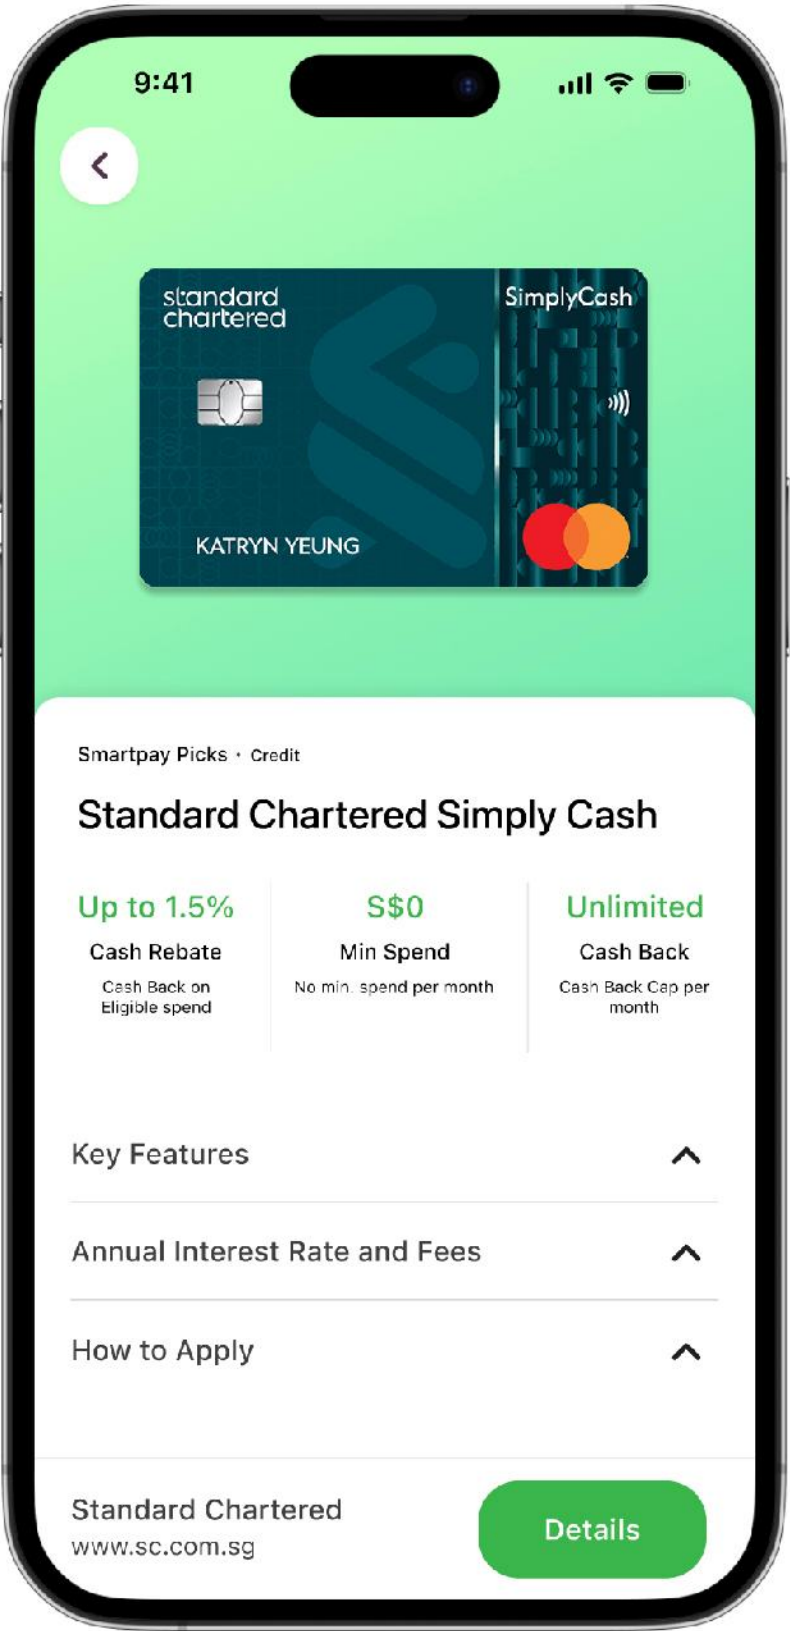 9:41
standard
chartered
SimplyCash
KATRYN YEUNG
Smartpay Picks · Credit
Standard Chartered Simply Cash
Up to 1.5%
Cash Rebate
Cash Back on
Eligible spend
S$0
Min Spend
No min. spend per month
Unlimited
Cash Back
Cash Back Cap per
month
Key Features
Annual Interest Rate and Fees
How to Apply
Standard Chartered
www.sc.com.sg
Details